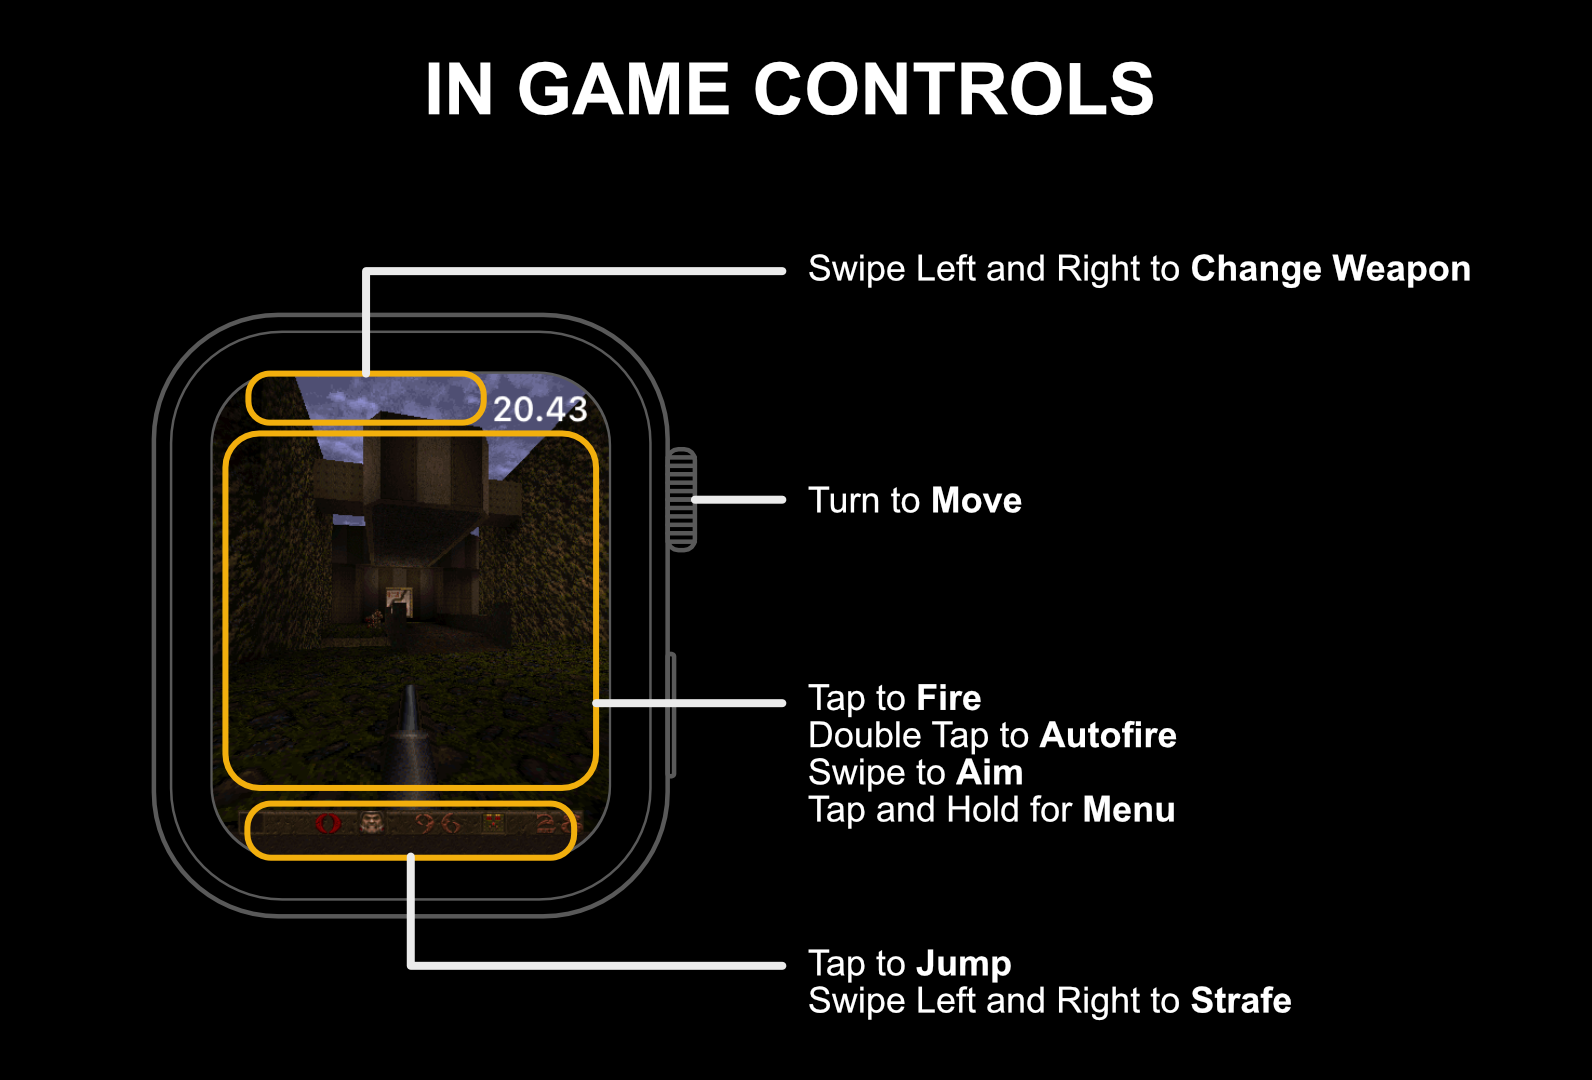 IN GAME CONTROLS
Swipe Left and Right to Change Weapon
20.43
Turn to Move
Tap to Fire
Double Tap to Autofire
Swipe to Aim
Tap and Hold for Menu
0 96
Tap to Jump
Swipe Left and Right to Strafe